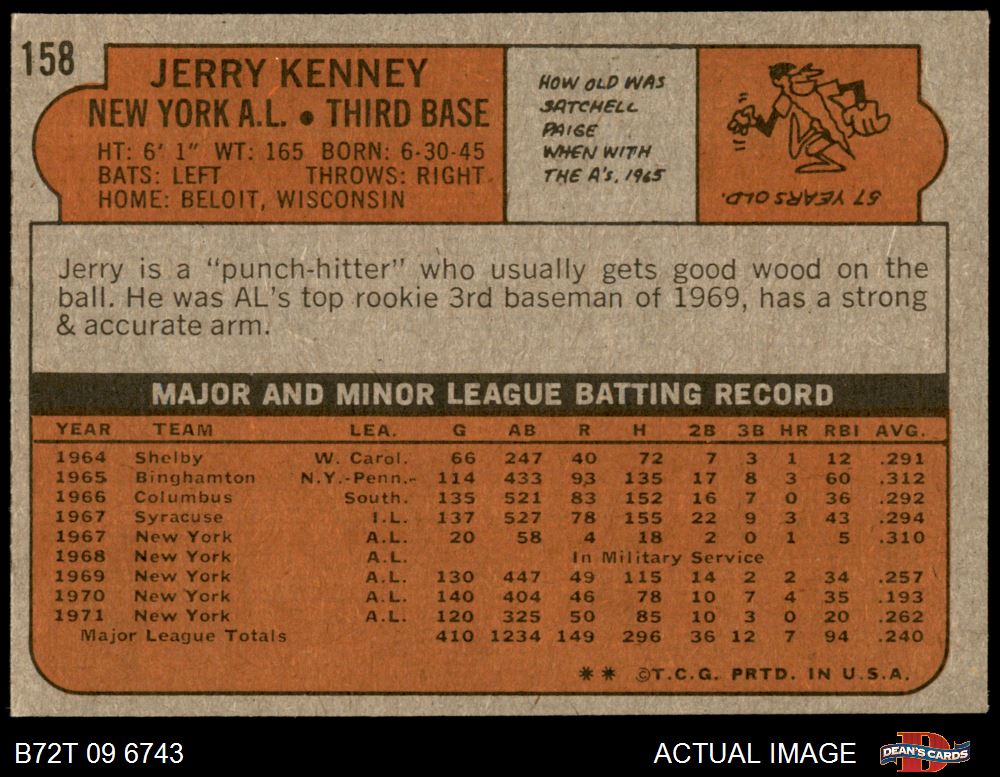 158
JERRY KENNEY
NEW YORK A.L. • THIRD BASE
HT: 6' 1" WT: 165 BORN: 6-30-45
BATS: LEFT THROWS: RIGHT
HOME: BELOIT, WISCONSIN
HOW OLD WAS
SATCHELL
PAIGE
WHEN WITH
THE A'S, 1965
57 YEARS OLD.
Jerry is a "punch-hitter" who usually gets good wood on the
ball. He was AL's top rookie 3rd baseman of 1969, has a strong
& accurate arm.
MAJOR AND MINOR LEAGUE BATTING RECORD
YEAR TEAM LEA. G AB R H 2B 3B HR RBI AVG.
1964 Shelby W. Carol. 66 247 40 72 7 3 1 12 .291
1965 Binghamton N.Y.-Penn.- 114 433 93 135 17 8 3 60 .312
1966 Columbus South. 135 521 83 152 16 7 0 36 .292
1967 Syracuse I.L. 137 527 78 155 22 9 3 43 .294
1967 New York A.L. 20 58 4 18 2 0 1 5 .310
1968 New York A.L. In Military Service
1969 New York A.L. 130 447 49 115 14 2 2 34 .257
1970 New York A.L. 140 404 46 78 10 7 4 35 .193
1971 New York A.L. 120 325 50 85 10 3 0 20 .262
Major League Totals 410 1234 149 296 36 12 7 94 .240
** ©T.C.G. PRTD. IN U.S.A.
B72T 09 6743
ACTUAL IMAGE
D
DEAN'S CARDS